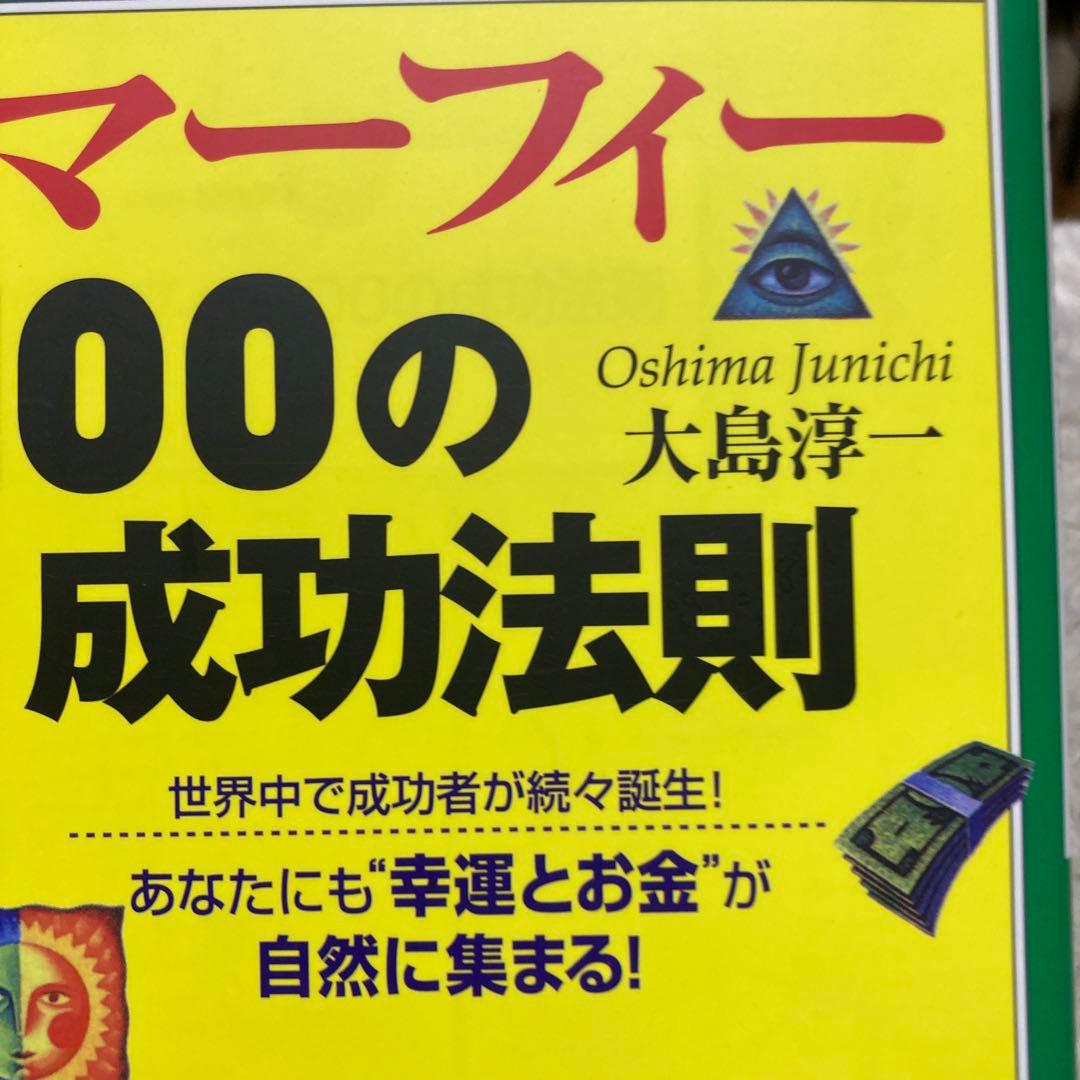 マーフィー
00の
Oshima Junichi
大島淳一
成功法則
世界中で成功者が続々誕生!
あなたにも“幸運とお金”が
自然に集まる!